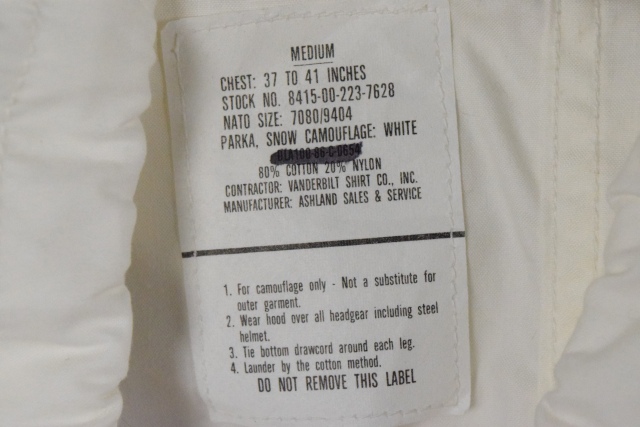 MEDIUM
CHEST: 37 TO 41 INCHES
STOCK NO. 8415-00-223-7628
NATO SIZE: 7080/9404
PARKA, SNOW CAMOUFLAGE: WHITE
80% COTTON 20% NYLON
CONTRACTOR: VANDERBILT SHIRT CO., INC.
MANUFACTURER: ASHLAND SALES & SERVICE
1. For camouflage only - Not a substitute for
outer garment.
2. Wear hood over all headgear including steel
helmet.
3. Tie bottom drawcord around each leg.
4. Launder by the cotton method.
DO NOT REMOVE THIS LABEL